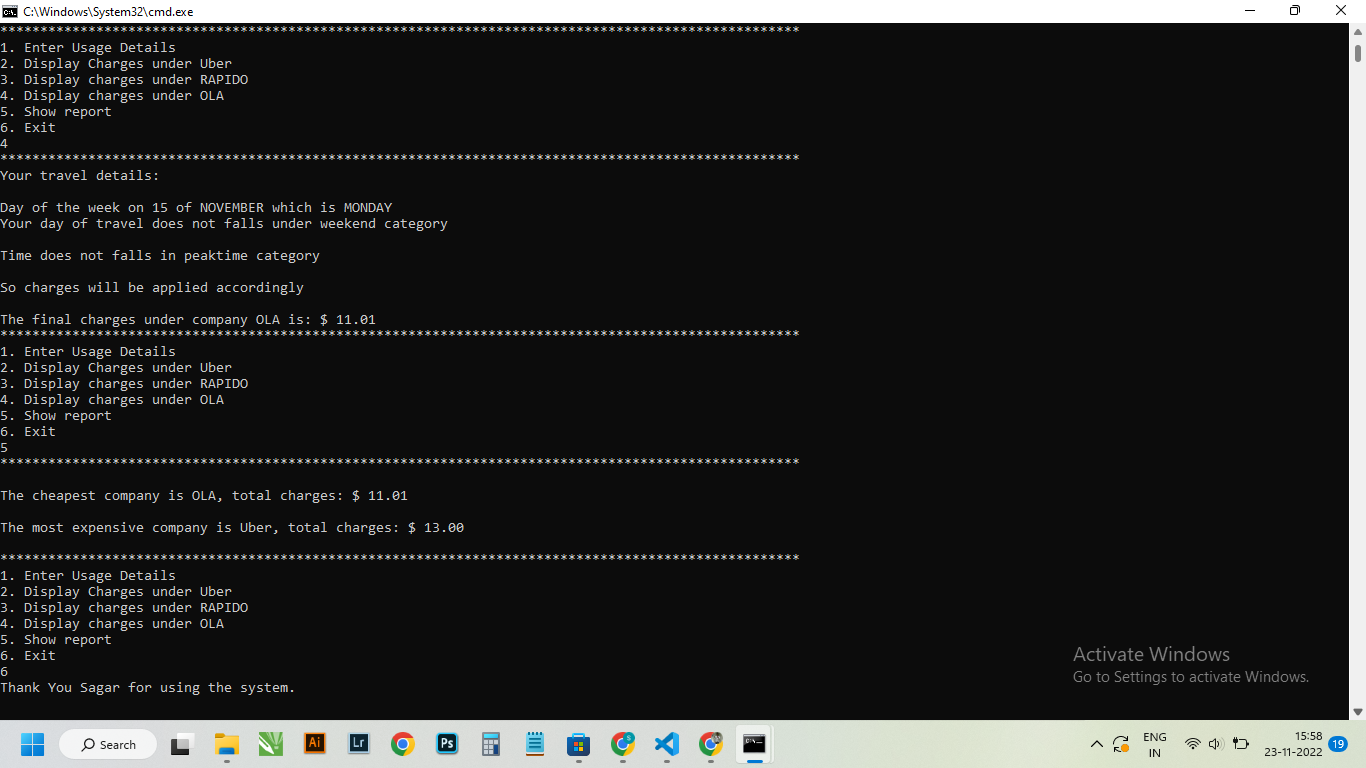 C:\Windows\System32\cmd.exe
****************************************************************************************************
1. Enter Usage Details
2. Display Charges under Uber
3. Display charges under RAPIDO
4. Display charges under OLA
5. Show report
6. Exit
4
****************************************************************************************************
Your travel details:
Day of the week on 15 of NOVEMBER which is MONDAY
Your day of travel does not falls under weekend category
Time does not falls in peaktime category
So charges will be applied accordingly
The final charges under company OLA is: $ 11.01
****************************************************************************************************
1. Enter Usage Details
2. Display Charges under Uber
3. Display charges under RAPIDO
4. Display charges under OLA
5. Show report
6. Exit
5
****************************************************************************************************
The cheapest company is OLA, total charges: $ 11.01
The most expensive company is Uber, total charges: $ 13.00
****************************************************************************************************
1. Enter Usage Details
2. Display Charges under Uber
3. Display charges under RAPIDO
4. Display charges under OLA
5. Show report
6. Exit
6
Thank You Sagar for using the system.
Activate Windows
Go to Settings to activate Windows.
Search
Ai
Lr
Ps
ENG
IN
15:58
23-11-2022
19